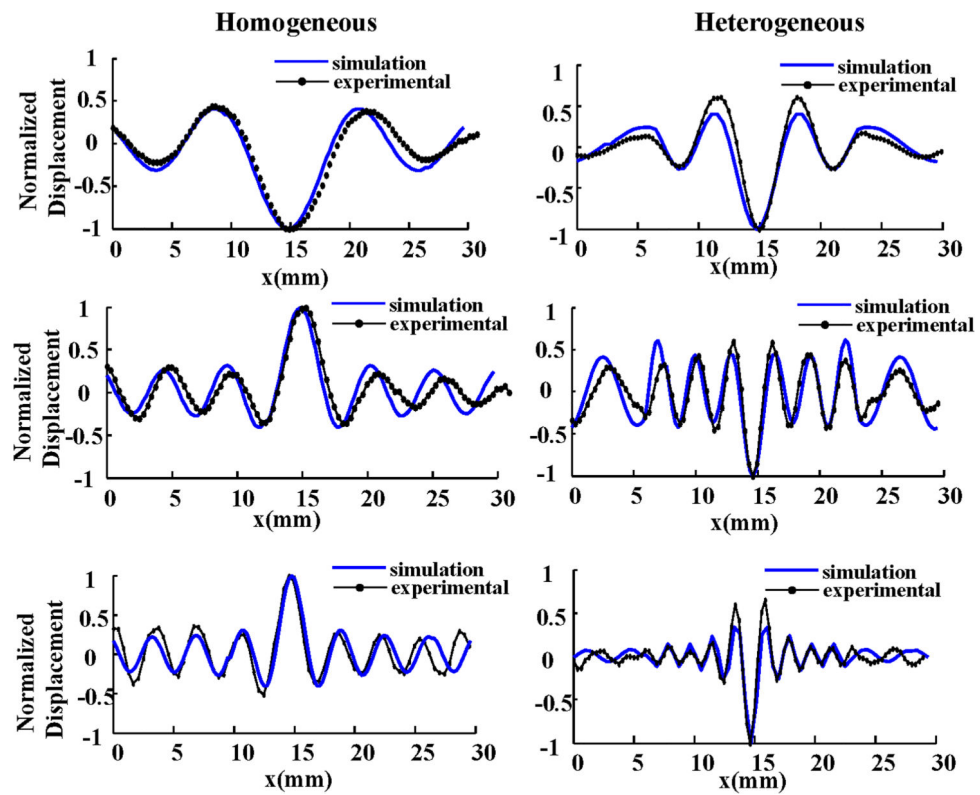 Homogeneous
Heterogeneous
Normalized
Displacement
1
0.5
0
-0.5
-1
simulation
experimental
0 5 10 15 20 25 30
x(mm)
1
0.5
0
-0.5
-1
simulation
experimental
0 5 10 15 20 25 30
x(mm)
Normalized
Displacement
1
0.5
0
-0.5
-1
simulation
experimental
0 5 10 15 20 25 30
x(mm)
1
0.5
0
-0.5
-1
simulation
experimental
0 5 10 15 20 25 30
x(mm)
Normalized
Displacement
1
0.5
0
-0.5
-1
simulation
experimental
0 5 10 15 20 25 30
x(mm)
1
0.5
0
-0.5
-1
simulation
experimental
0 5 10 15 20 25 30
x(mm)